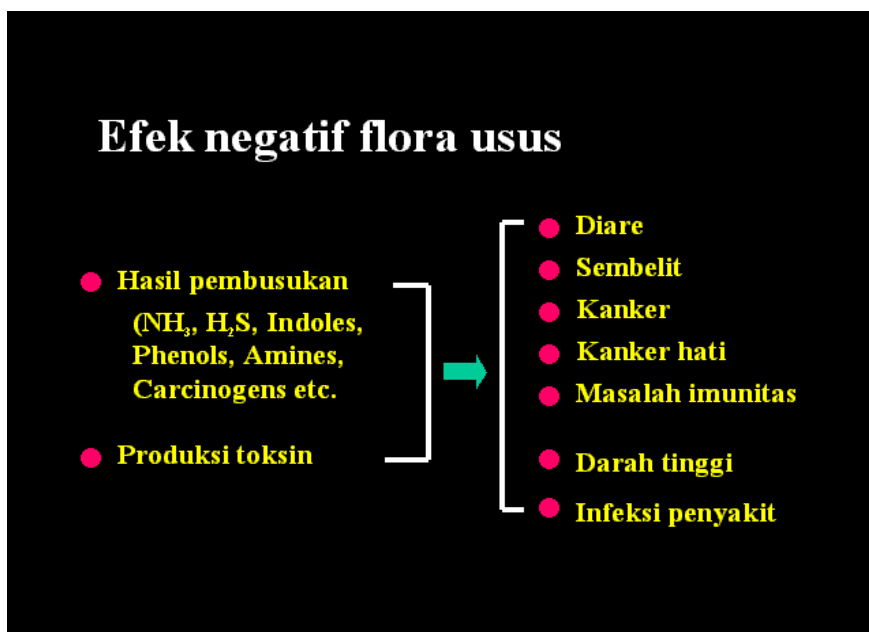 Efek negatif flora usus
Hasil pembusukan
(NH₃, H₂S, Indoles,
Phenols, Amines,
Carcinogens etc.
Produksi toksin
Diare
Sembelit
Kanker
Kanker hati
Masalah imunitas
Darah tinggi
Infeksi penyakit